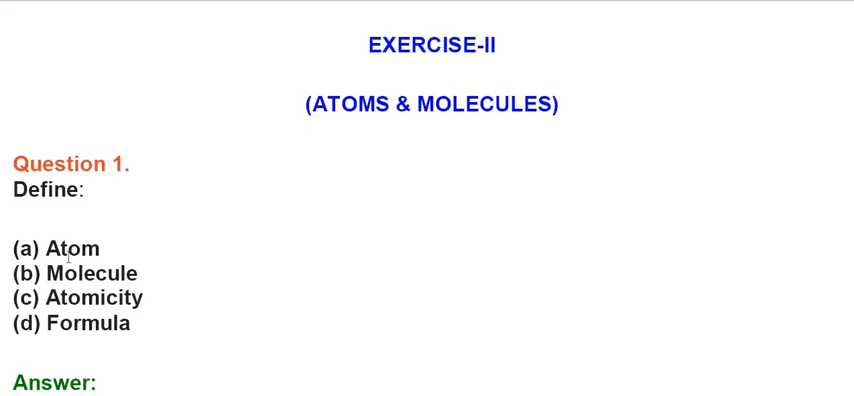 EXERCISE-II
(ATOMS & MOLECULES)
Question 1.
Define:
(a) Atom
(b) Molecule
(c) Atomicity
(d) Formula
Answer: